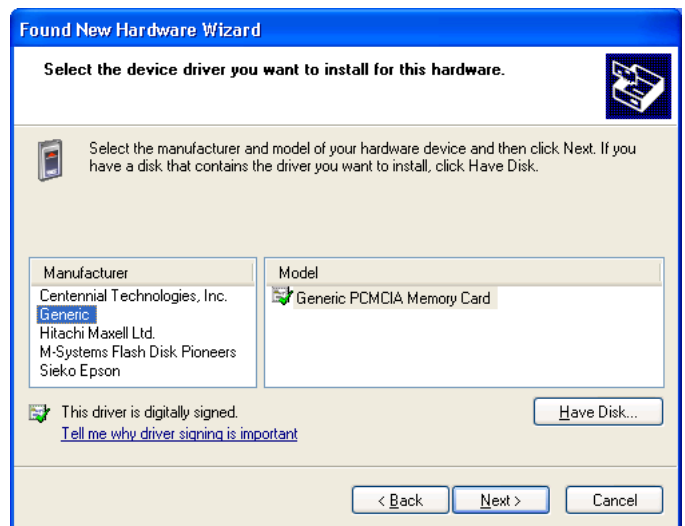 Found New Hardware Wizard
Select the device driver you want to install for this hardware.
Select the manufacturer and model of your hardware device and then click Next. If you
have a disk that contains the driver you want to install, click Have Disk.
Manufacturer
Centennial Technologies, Inc.
Generic
Hitachi Maxell Ltd.
M-Systems Flash Disk Pioneers
Sieko Epson
Model
Generic PCMCIA Memory Card
This driver is digitally signed.
Tell me why driver signing is important
Have Disk...
< Back
Next >
Cancel